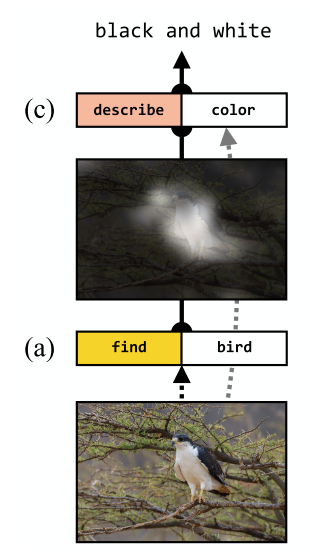 black and white
(c) describe color
(a) find bird